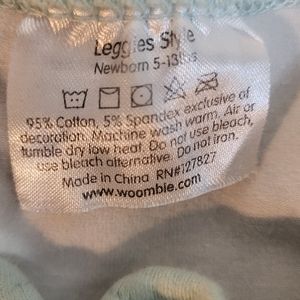 Leggies Style
Newborn 5-13lbs
95% Cotton, 5% Spandex exclusive of
decoration. Machine wash warm. Air or
tumble dry low heat. Do not use bleach,
use bleach alternative. Do not iron.
Made in China RN#127827
www.woombie.com